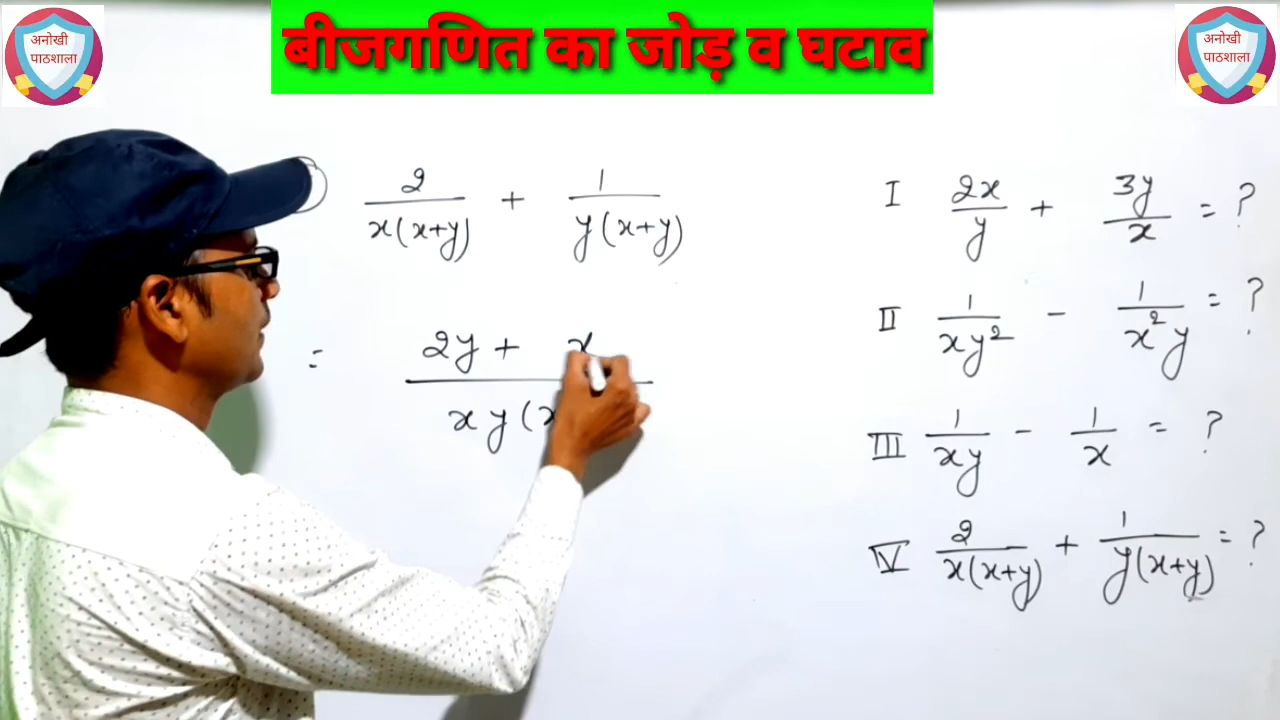 अनोखी
पाठशाला
बीजगणित का जोड़ व घटाव
अनोखी
पाठशाला
2/x(x+y) + 1/y(x+y)
= 2y + x / xy(x
I 2x/y + 3y/x = ?
II 1/xy² - 1/x²y = ?
III 1/xy - 1/x = ?
IV 2/x(x+y) + 1/y(x+y) = ?